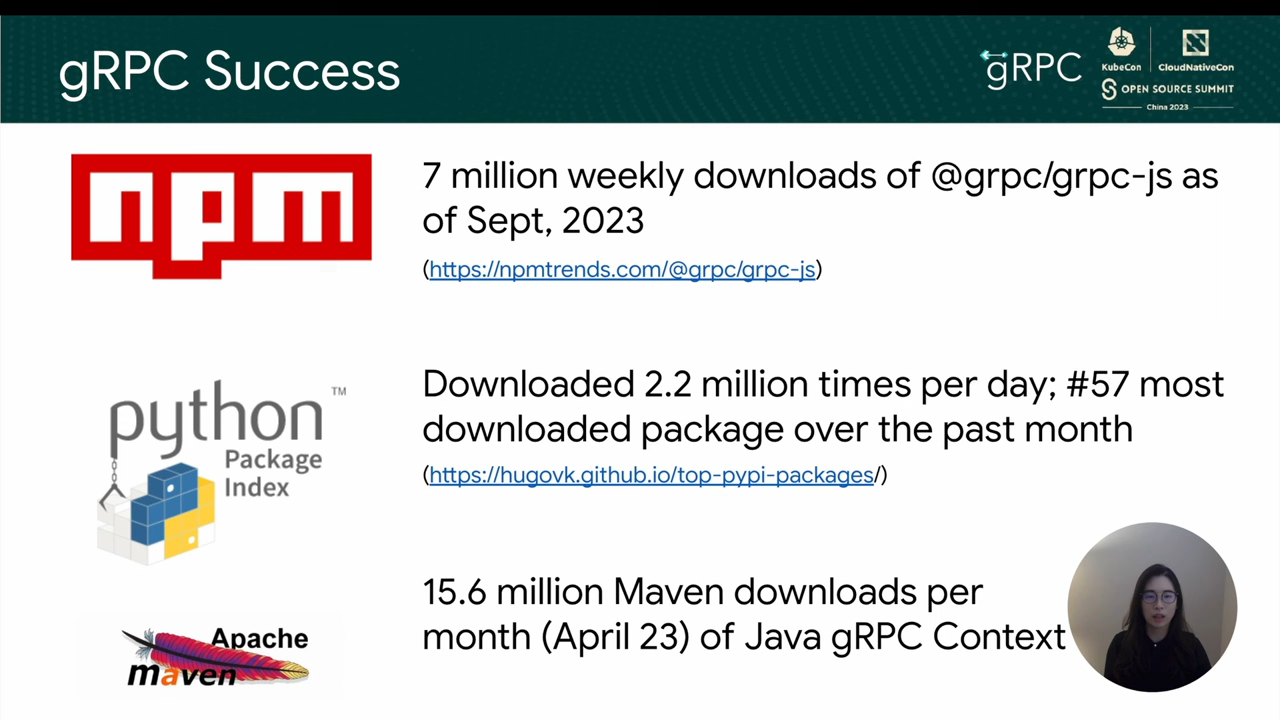 gRPC Success
gRPC
KubeCon
CloudNativeCon
OPEN SOURCE SUMMIT
China 2023
npm
7 million weekly downloads of @grpc/grpc-js as
of Sept, 2023
(https://npmtrends.com/@grpc/grpc-js)
python TM
Package
Index
Downloaded 2.2 million times per day; #57 most
downloaded package over the past month
(https://hugovk.github.io/top-pypi-packages/)
Apache
maven
15.6 million Maven downloads per
month (April 23) of Java gRPC Context